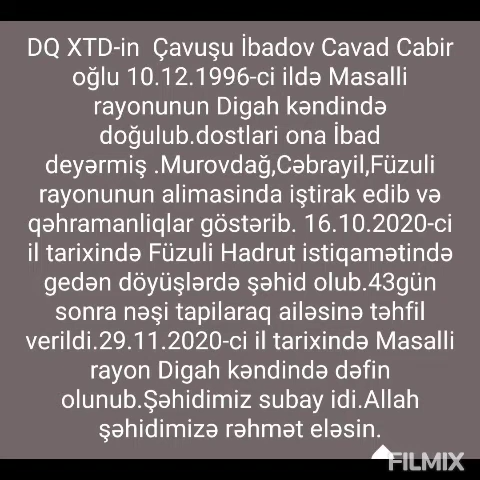 DQ XTD-in Çavuşu İbadov Cavad Cabir
oğlu 10.12.1996-ci ildə Masalli
rayonunun Digah kəndində
doğulub.dostlari ona İbad
deyərmiş .Murovdağ,Cəbrayil,Füzuli
rayonunun alimasinda iştirak edib və
qəhramanliqlar göstərib. 16.10.2020-ci
il tarixində Füzuli Hadrut istiqamətində
gedən döyüşlərdə şəhid olub.43gün
sonra nəşi tapilaraq ailəsinə təhfil
verildi.29.11.2020-ci il tarixində Masalli
rayon Digah kəndində dəfin
olunub.Şəhidimiz subay idi.Allah
şəhidimizə rəhmət eləsin.
FILMIX